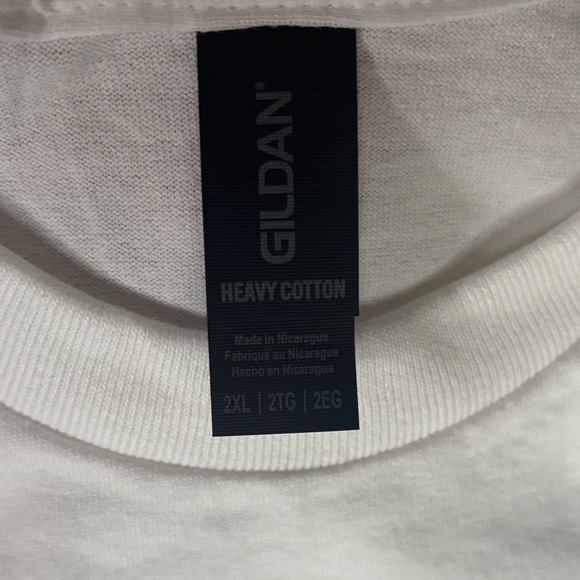 GILDAN®
HEAVY COTTON
Made in Nicaragua
Fabriqué au Nicaragua
Hecho en Nicaragua
2XL | 2TG | 2EG